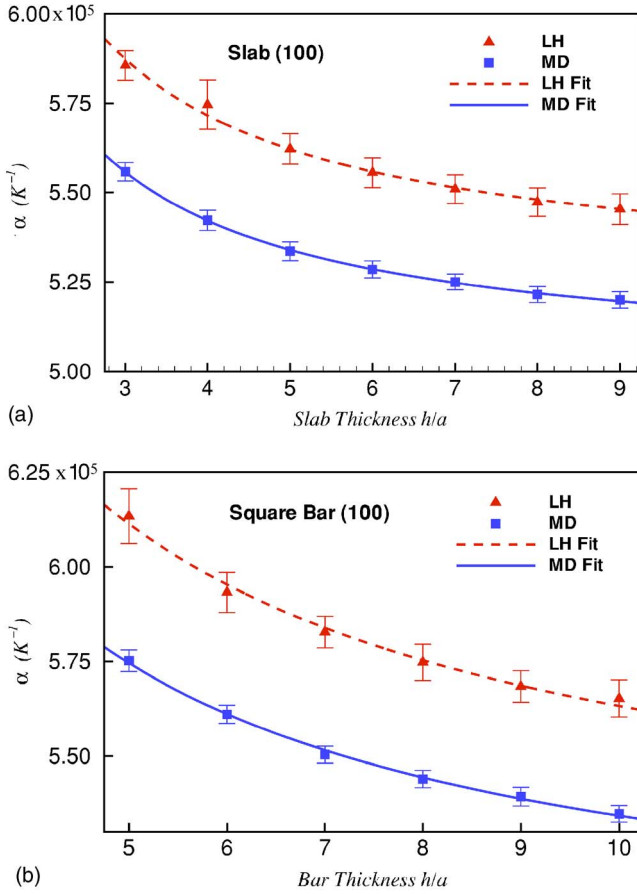 6.00 x10⁵
Slab (100)
LH
MD
LH Fit
MD Fit
5.75
5.50
5.25
5.00
α (K⁻¹)
3 4 5 6 7 8 9
(a)
Slab Thickness h/a
6.25 x10⁵
Square Bar (100)
LH
MD
LH Fit
MD Fit
6.00
5.75
5.50
α (K⁻¹)
5 6 7 8 9 10
(b)
Bar Thickness h/a